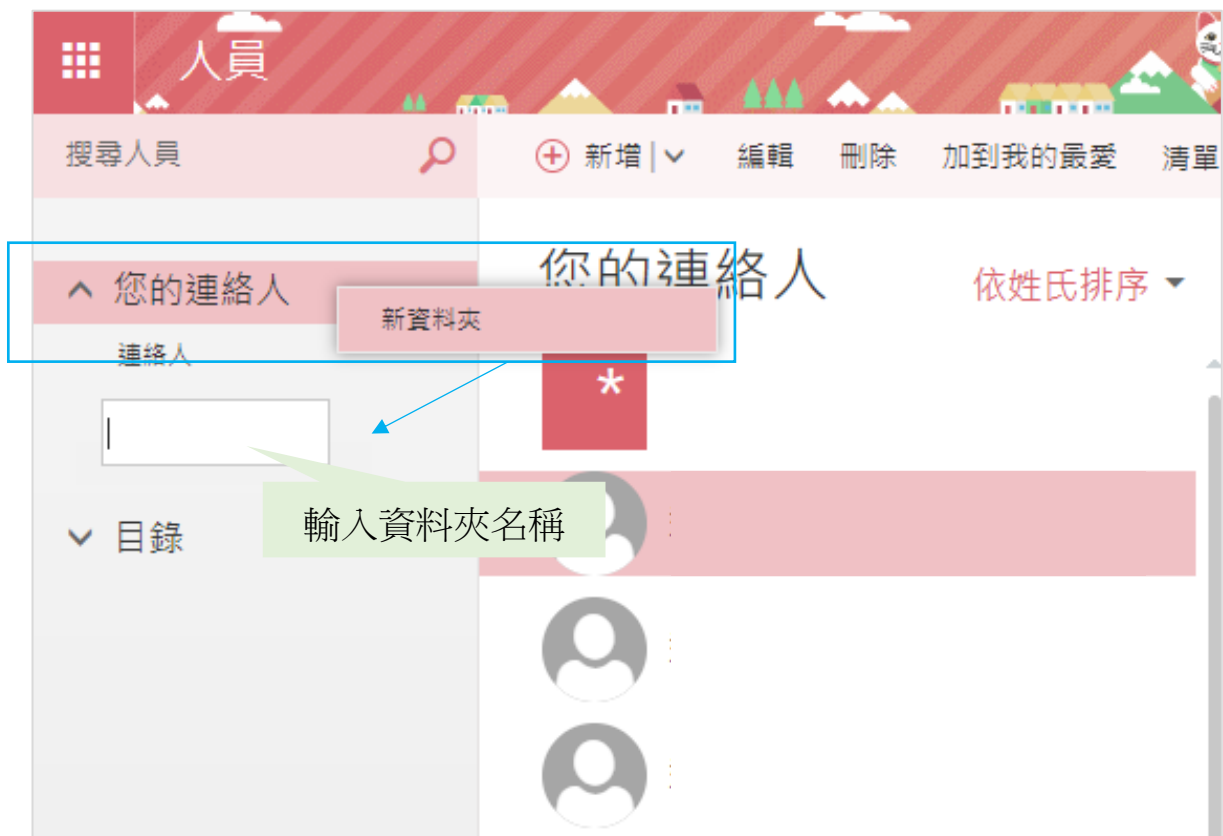 人員
搜尋人員
新增
編輯
刪除
加到我的最愛
清單
您的連絡人
新資料夾
連絡人
輸入資料夾名稱
目錄
您的連絡人
依姓氏排序
*